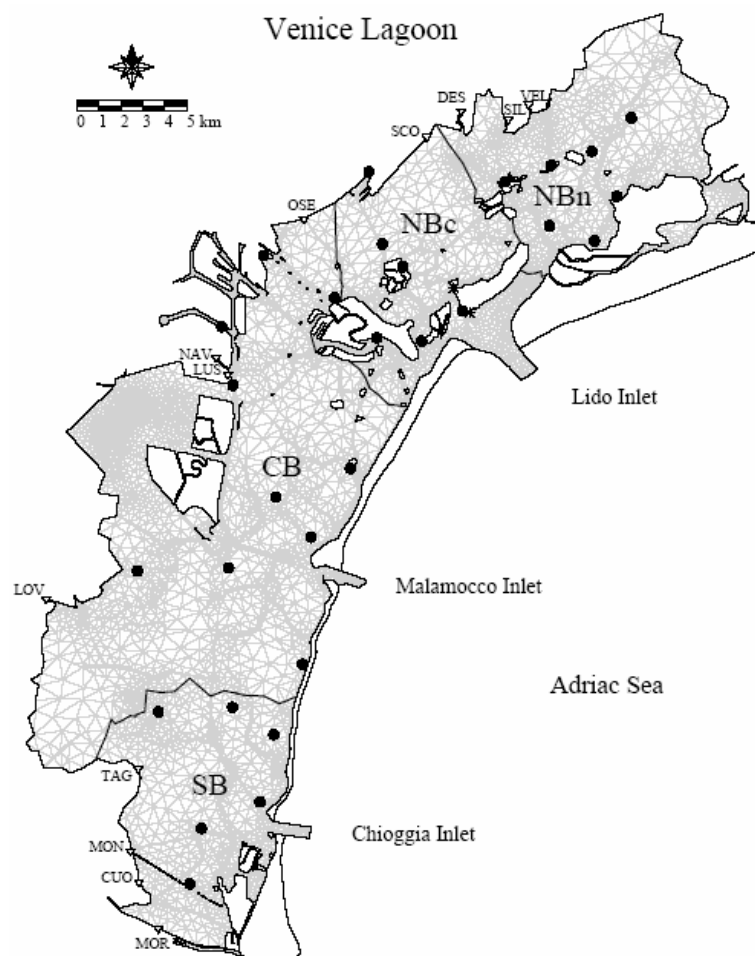 Venice Lagoon
0 1 2 3 4 5 km
DES
VEL
SIL
SCO
OSE
NBc
NBn
NAV
LUS
Lido Inlet
CB
LOV
Malamocco Inlet
Adriac Sea
TAG
SB
MON
Chioggia Inlet
CUO
MOR